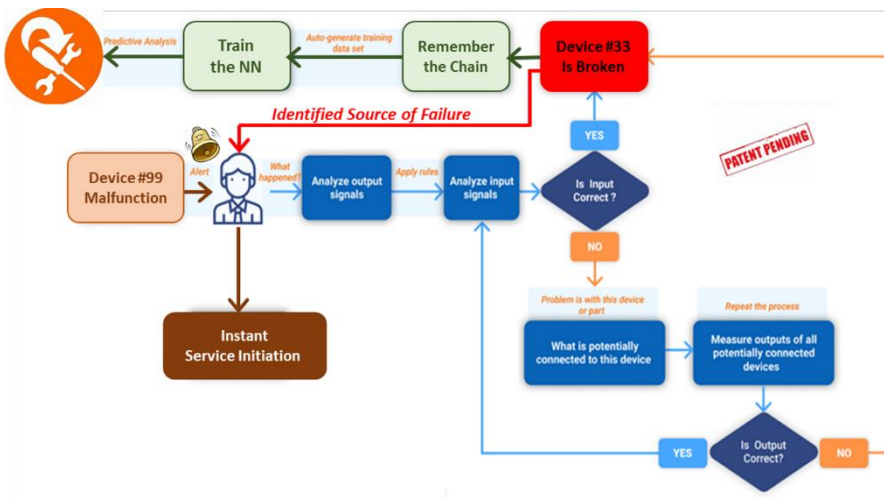 Predictive Analysis
Train
the NN
Auto-generate training
data set
Remember
the Chain
Device #33
Is Broken
Identified Source of Failure
YES
PATENT PENDING
Device #99
Malfunction
Alert
What
happened?
Analyze output
signals
Apply rules
Analyze input
signals
Is Input
Correct ?
NO
Problem is with this device
or part
Repeat the process
Instant
Service Initiation
What is potentially
connected to this device
Measure outputs of all
potentially connected
devices
YES
Is Output
Correct?
NO